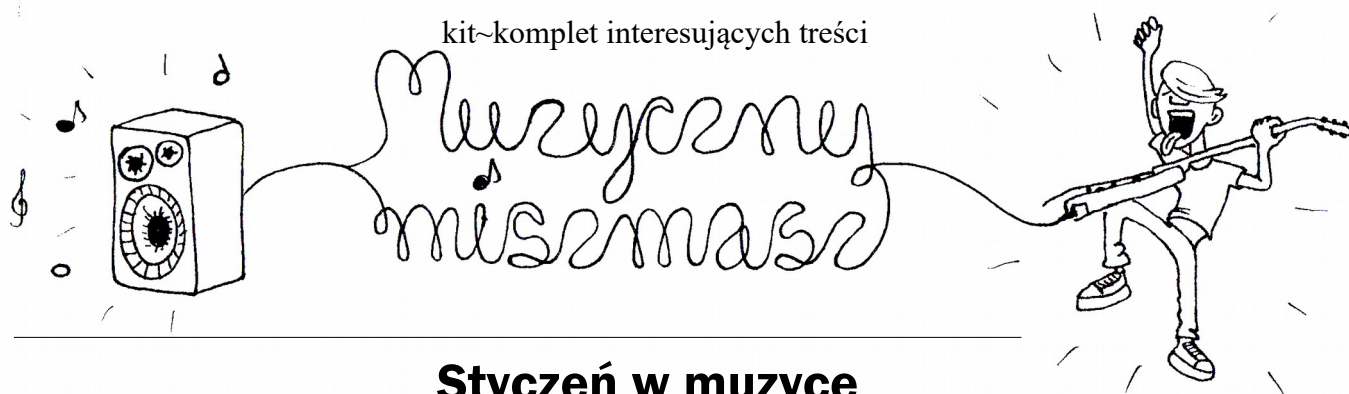 kit~komplet interesujących treści
Muzyczny
miszmasz
Styczeń w muzyce